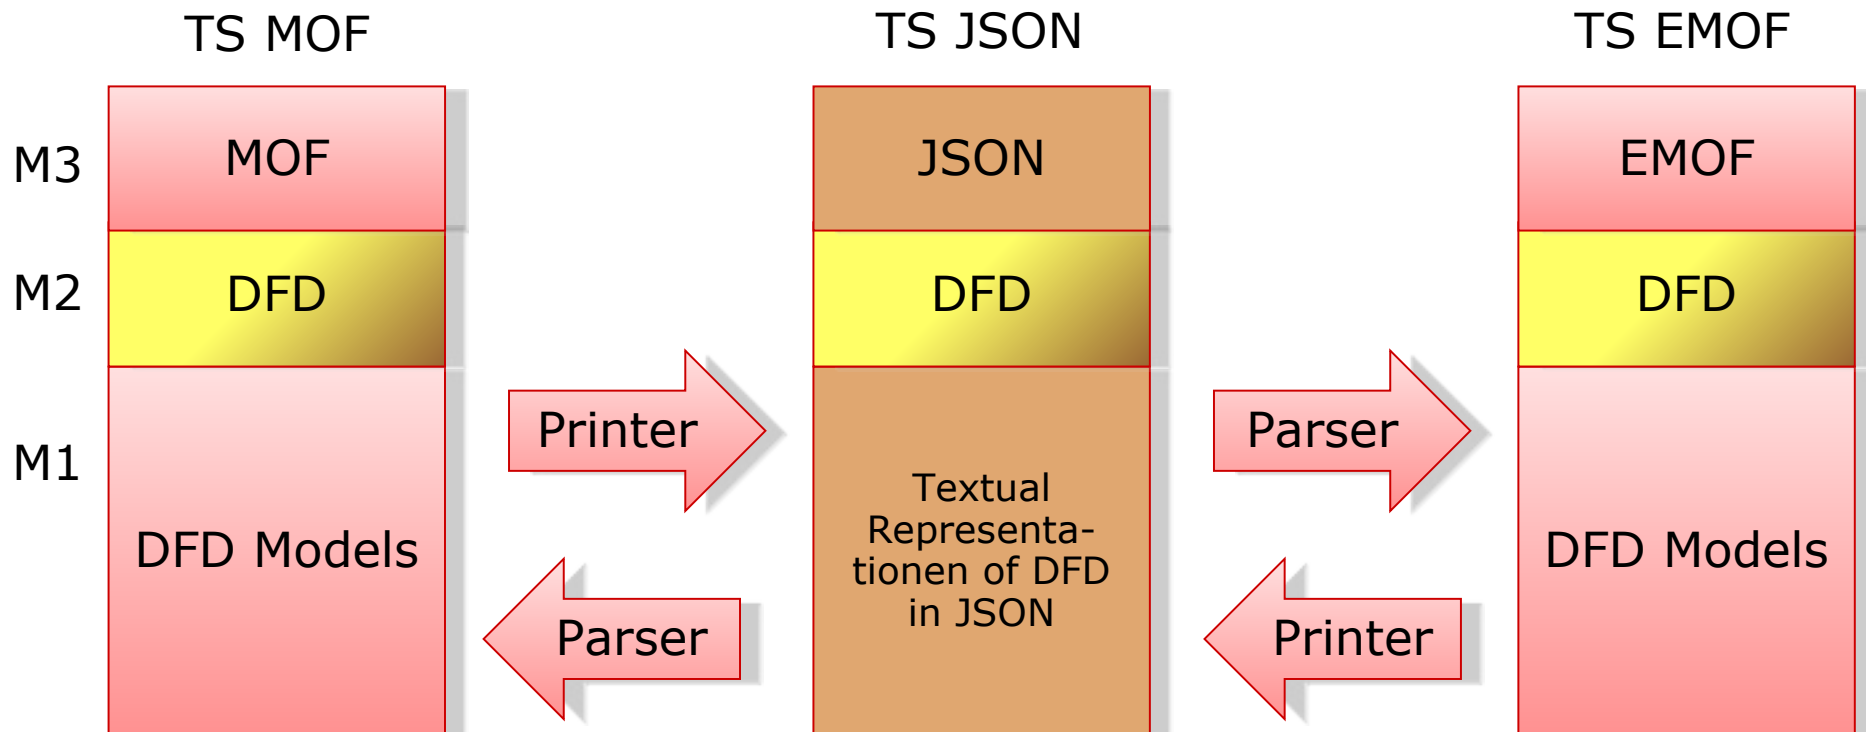 TS MOF
TS JSON
TS EMOF
M3
MOF
JSON
EMOF
M2
DFD
DFD
DFD
M1
Printer
Parser
DFD Models
Textual
Representa-
tionen of DFD
in JSON
DFD Models
Parser
Printer